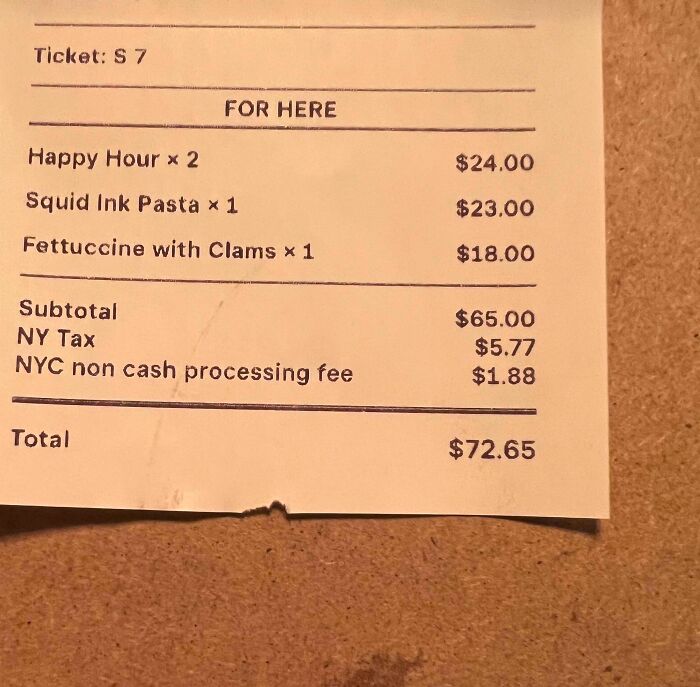 Ticket: S 7
FOR HERE
Happy Hour × 2 $24.00
Squid Ink Pasta × 1 $23.00
Fettuccine with Clams × 1 $18.00
Subtotal $65.00
NY Tax $5.77
NYC non cash processing fee $1.88
Total $72.65